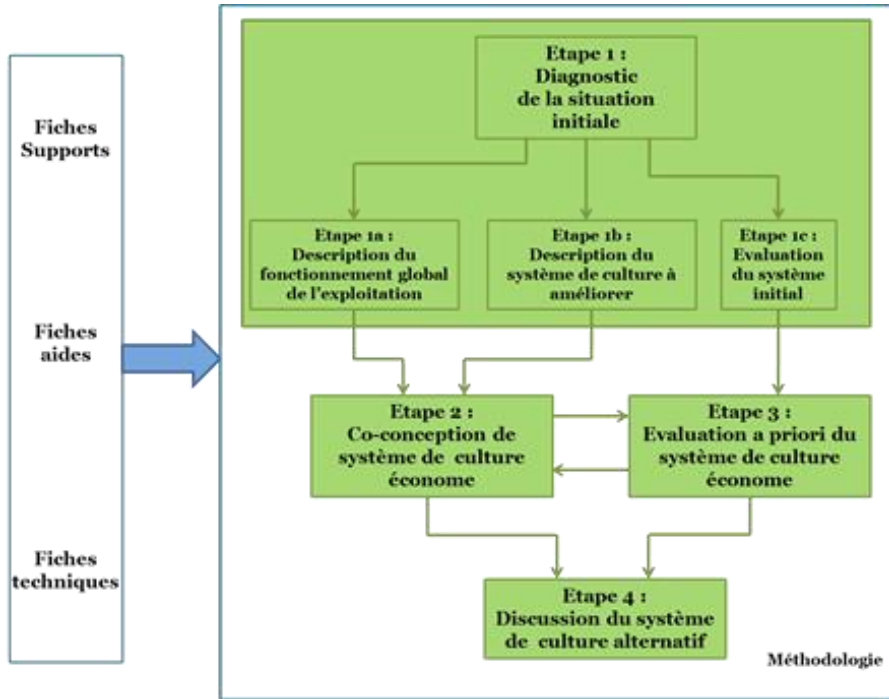 Fiches
Supports
Fiches
aides
Fiches
techniques
Etape 1 :
Diagnostic
de la situation
initiale
Etape 1a :
Description du
fonctionnement global
de l'exploitation
Etape 1b :
Description du
système de culture à
améliorer
Etape 1c :
Evaluation
du système
initial
Etape 2 :
Co-conception de
système de culture
économe
Etape 3 :
Evaluation a priori du
système de culture
économe
Etape 4 :
Discussion du système
de culture alternatif
Méthodologie